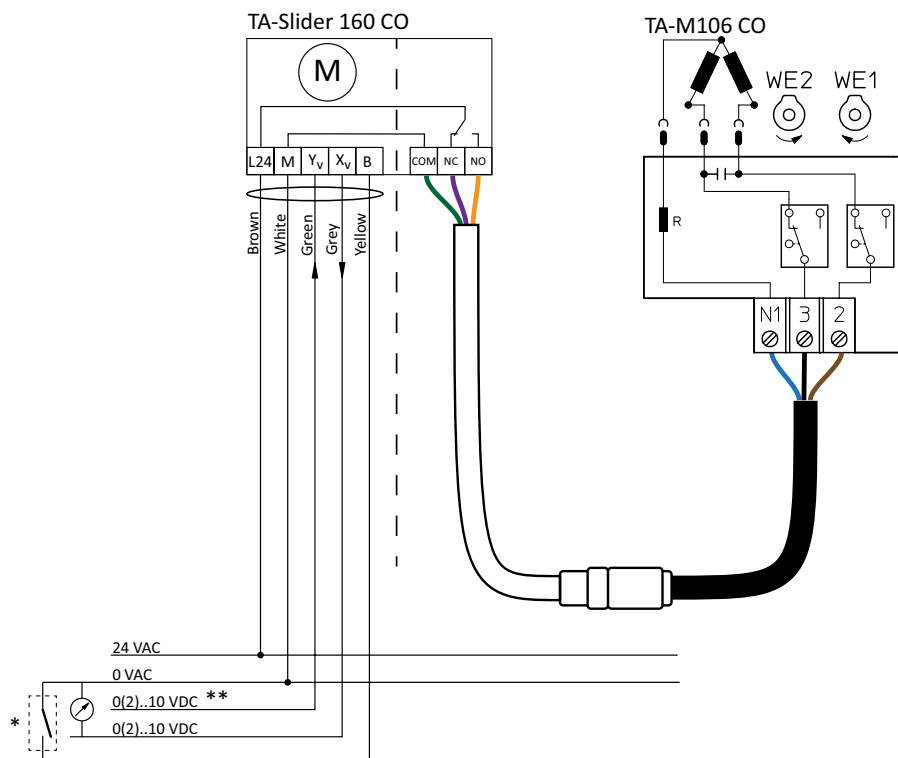 TA-Slider 160 CO
TA-M106 CO
M
WE2 WE1
L24 M Yv Xv B COM NC NO
R
Brown
White
Green
Grey
Yellow
N1 3 2
24 VAC
0 VAC
0(2)..10 VDC **
*
0(2)..10 VDC